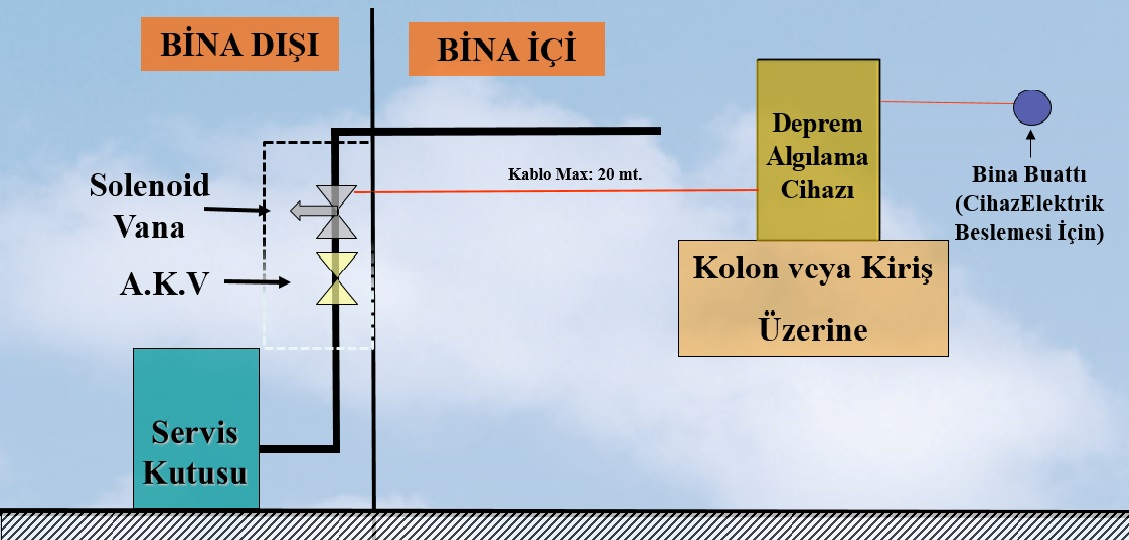 BİNA DIŞI
BİNA İÇİ
Deprem
Algılama
Cihazı
Kablo Max: 20 mt.
Solenoid
Vana
A.K.V
Bina Buattı
(CihazElektrik
Beslemesi İçin)
Kolon veya Kiriş
Üzerine
Servis
Kutusu